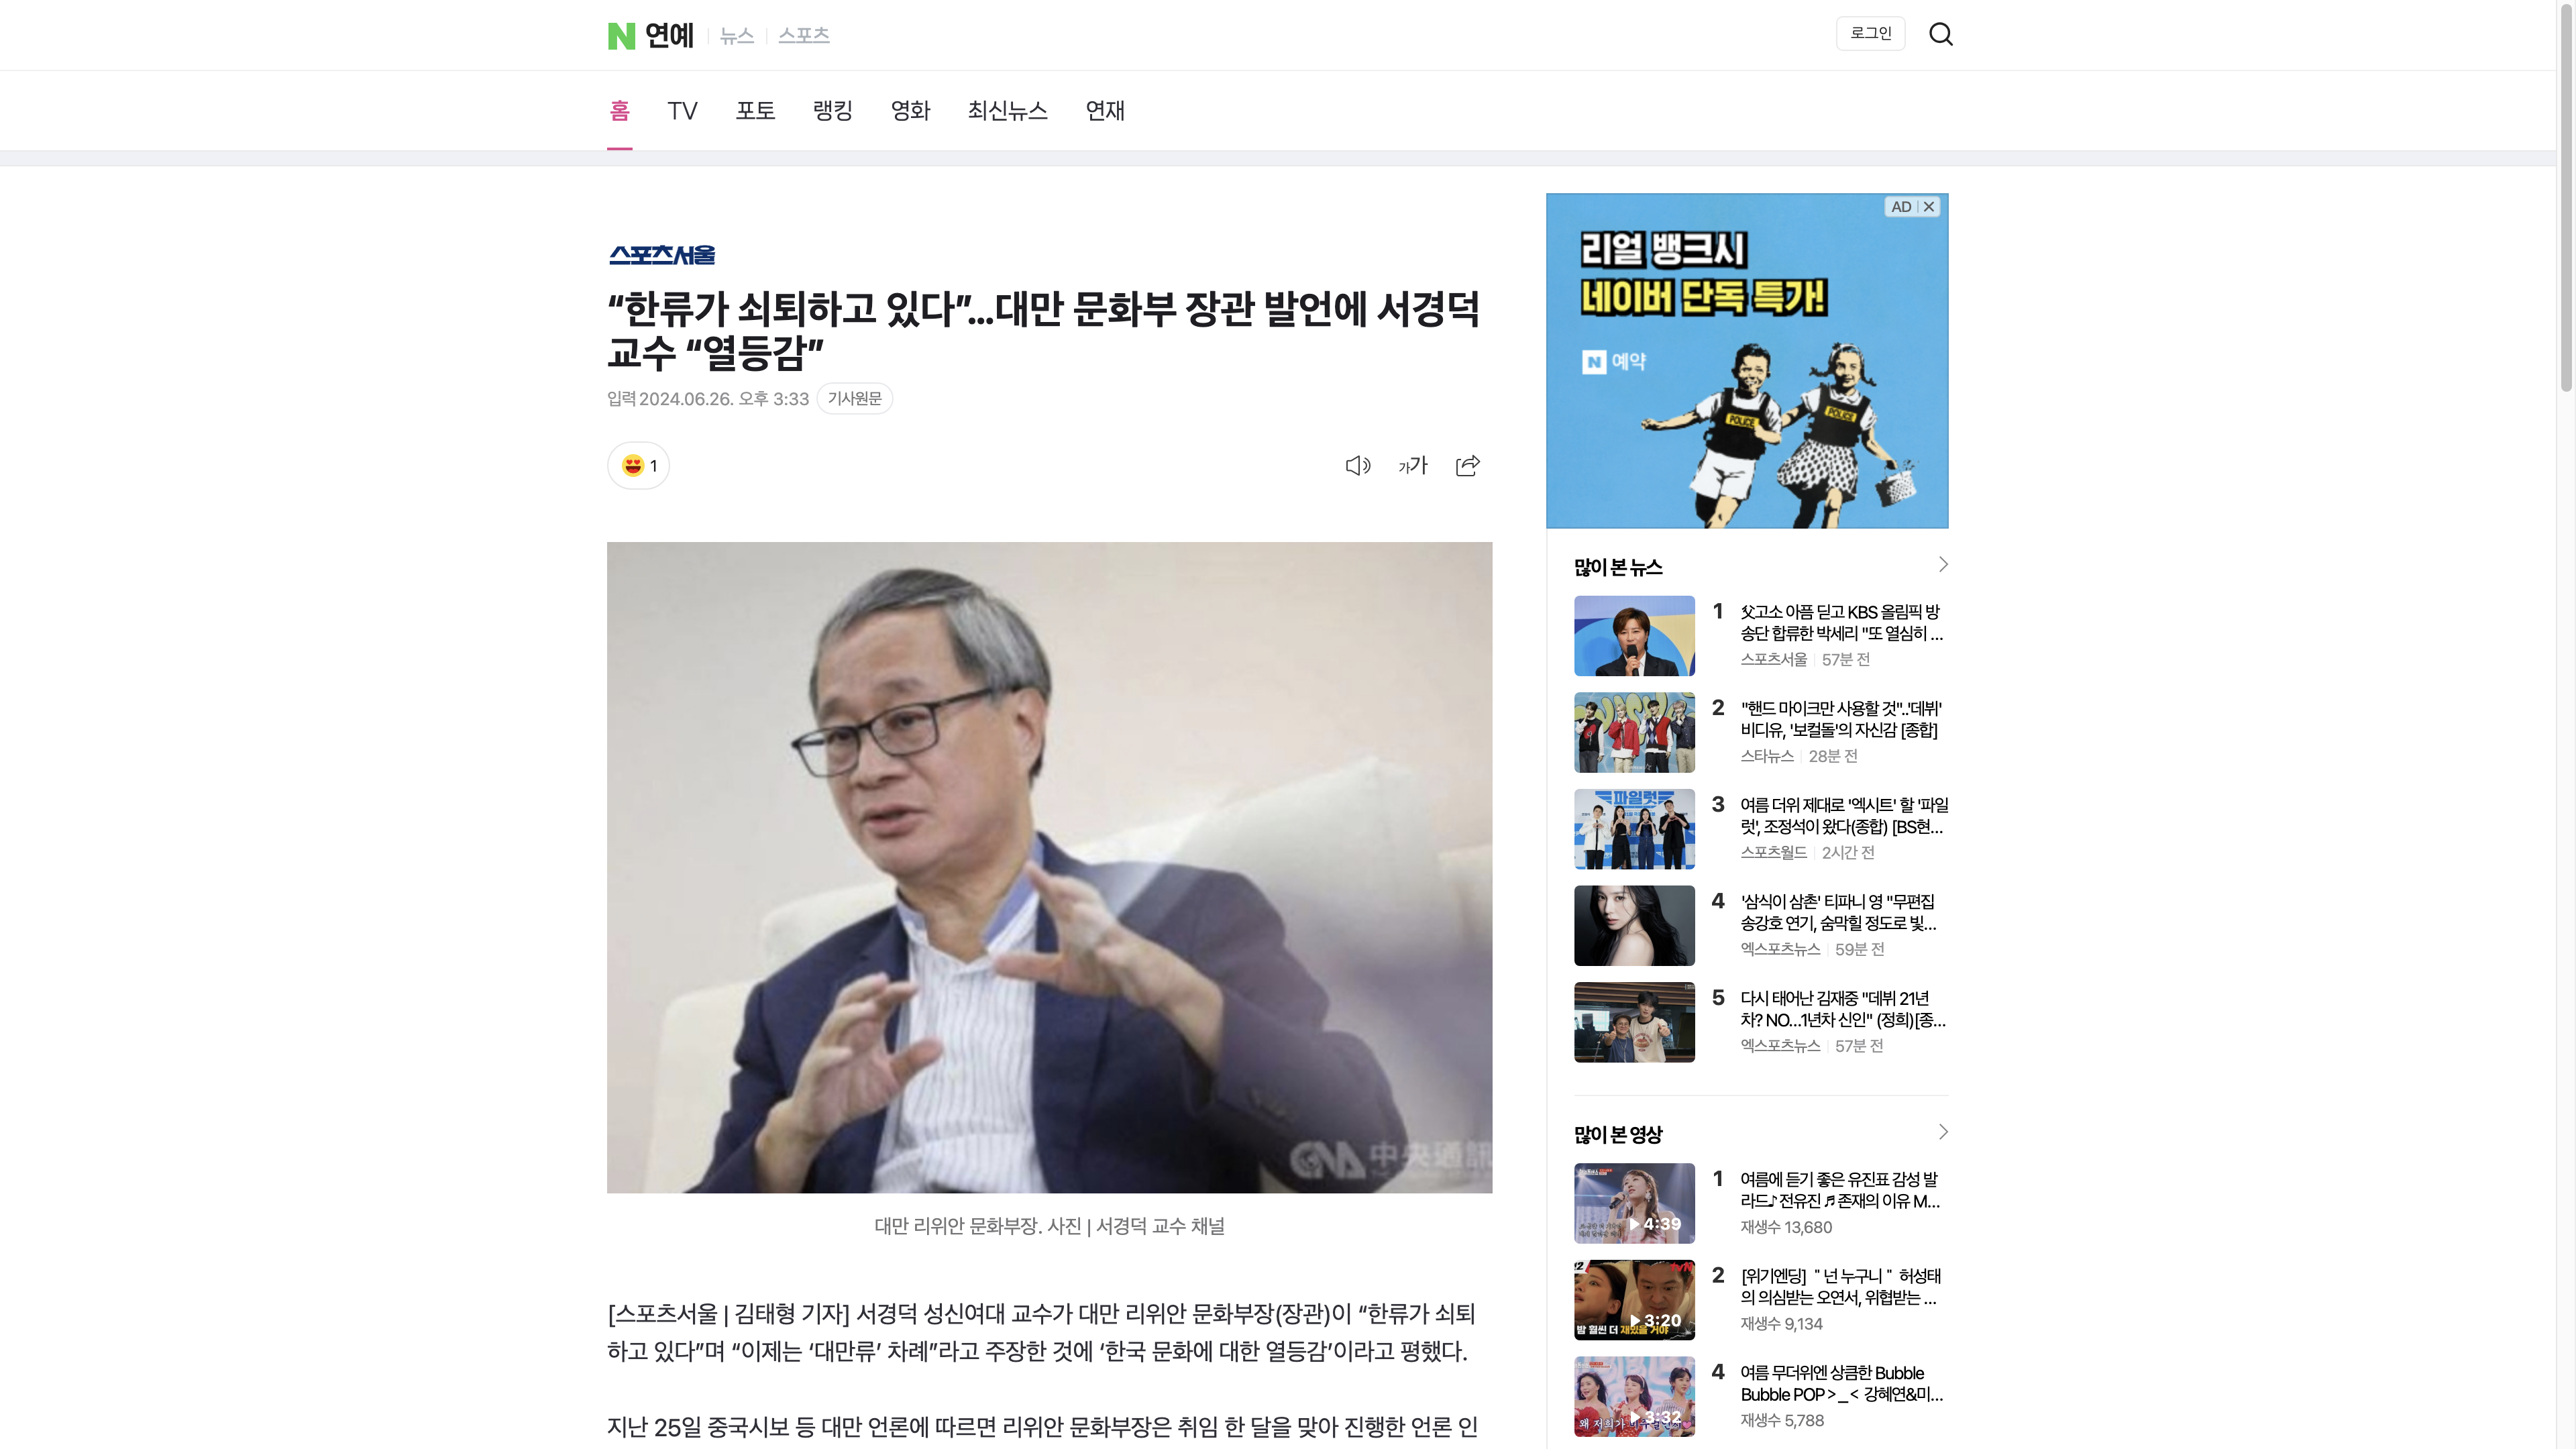 N 연예 뉴스 스포츠
로그인
홈 TV 포토 랭킹 영화 최신뉴스 연재
스포츠서울
“한류가 쇠퇴하고 있다”...대만 문화부 장관 발언에 서경덕
교수 “열등감”
입력 2024.06.26. 오후 3:33 기사원문
1
가가
CNA 中央通訊
대만 리위안 문화부장. 사진 | 서경덕 교수 채널
[스포츠서울 | 김태형 기자] 서경덕 성신여대 교수가 대만 리위안 문화부장(장관)이 “한류가 쇠퇴
하고 있다”며 “이제는 ‘대만류’ 차례”라고 주장한 것에 ‘한국 문화에 대한 열등감’이라고 평했다.
지난 25일 중국시보 등 대만 언론에 따르면 리위안 문화부장은 취임 한 달을 맞아 진행한 언론 인
AD
리얼 뱅크시
네이버 단독 특가!
N 예약
POLICE
POLICE
많이 본 뉴스
1
父고소 아픔 딛고 KBS 올림픽 방
송단 합류한 박세리 "또 열심히 ...
스포츠서울 57분 전
2
"핸드 마이크만 사용할 것"..'데뷔'
비디유, '보컬돌'의 자신감 [종합]
스타뉴스 28분 전
파일럿
3
여름 더위 제대로 '엑시트' 할 '파일
럿', 조정석이 왔다(종합) [BS현...
스포츠월드 2시간 전
4
'삼식이 삼촌' 티파니 영 "무편집
송강호 연기, 숨막힐 정도로 빛...
엑스포츠뉴스 59분 전
5
다시 태어난 김재중 "데뷔 21년
차? NO...1년차 신인" (정희)[종...
엑스포츠뉴스 57분 전
많이 본 영상
4:39
1
여름에 듣기 좋은 유진표 감성 발
라드♪ 전유진 ♬ 존재의 이유 M...
재생수 13,680
tvN
3:20
밤 훨씬 더 재밌을 거야
2
[위기엔딩] ＂넌 누구니＂ 허성태
의 의심받는 오연서, 위협받는 ...
재생수 9,134
3:32
왜 저희가
4
여름 무더위엔 상큼한 Bubble
Bubble POP＞_＜ 강혜연&미...
재생수 5,788